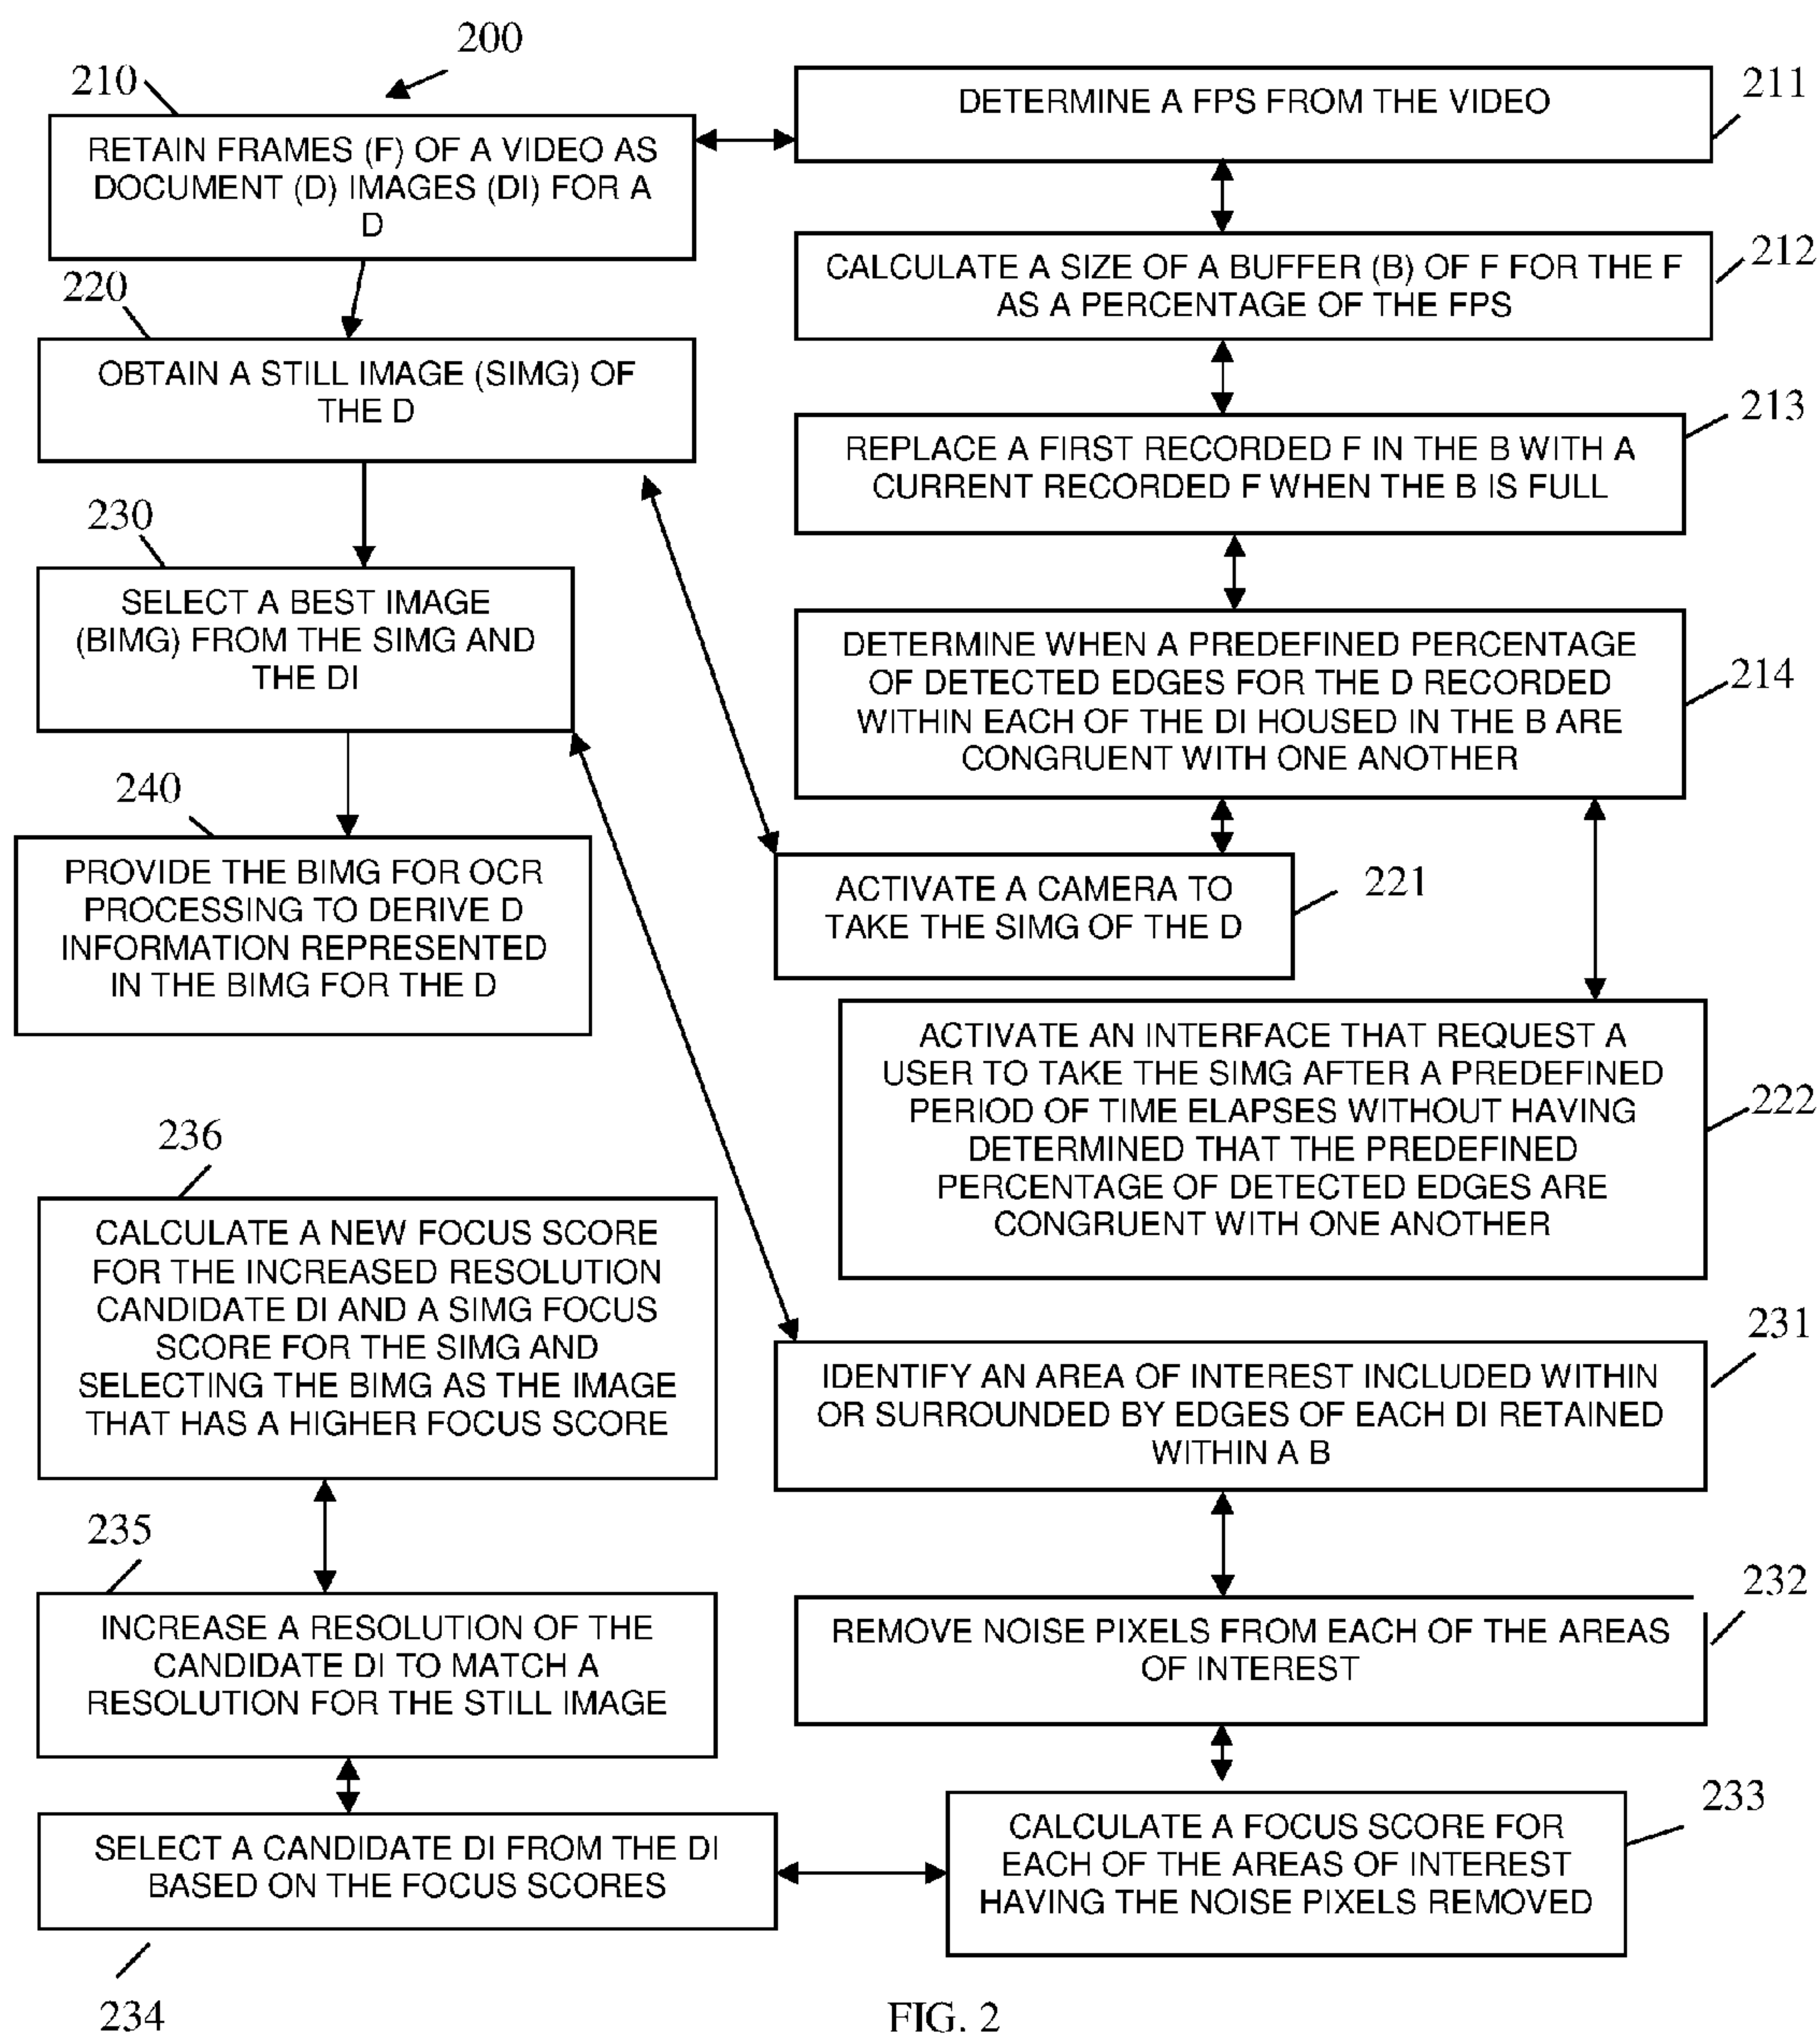 200
210
RETAIN FRAMES (F) OF A VIDEO AS
DOCUMENT (D) IMAGES (DI) FOR A
D
220
OBTAIN A STILL IMAGE (SIMG) OF
THE D
230
SELECT A BEST IMAGE
(BIMG) FROM THE SIMG AND
THE DI
240
PROVIDE THE BIMG FOR OCR
PROCESSING TO DERIVE D
INFORMATION REPRESENTED
IN THE BIMG FOR THE D
211
DETERMINE A FPS FROM THE VIDEO
212
CALCULATE A SIZE OF A BUFFER (B) OF F FOR THE F
AS A PERCENTAGE OF THE FPS
213
REPLACE A FIRST RECORDED F IN THE B WITH A
CURRENT RECORDED F WHEN THE B IS FULL
214
DETERMINE WHEN A PREDEFINED PERCENTAGE
OF DETECTED EDGES FOR THE D RECORDED
WITHIN EACH OF THE DI HOUSED IN THE B ARE
CONGRUENT WITH ONE ANOTHER
221
ACTIVATE A CAMERA TO
TAKE THE SIMG OF THE D
222
ACTIVATE AN INTERFACE THAT REQUEST A
USER TO TAKE THE SIMG AFTER A PREDEFINED
PERIOD OF TIME ELAPSES WITHOUT HAVING
DETERMINED THAT THE PREDEFINED
PERCENTAGE OF DETECTED EDGES ARE
CONGRUENT WITH ONE ANOTHER
231
IDENTIFY AN AREA OF INTEREST INCLUDED WITHIN
OR SURROUNDED BY EDGES OF EACH DI RETAINED
WITHIN A B
232
REMOVE NOISE PIXELS FROM EACH OF THE AREAS
OF INTEREST
233
CALCULATE A FOCUS SCORE FOR
EACH OF THE AREAS OF INTEREST
HAVING THE NOISE PIXELS REMOVED
236
CALCULATE A NEW FOCUS SCORE
FOR THE INCREASED RESOLUTION
CANDIDATE DI AND A SIMG FOCUS
SCORE FOR THE SIMG AND
SELECTING THE BIMG AS THE IMAGE
THAT HAS A HIGHER FOCUS SCORE
235
INCREASE A RESOLUTION OF THE
CANDIDATE DI TO MATCH A
RESOLUTION FOR THE STILL IMAGE
SELECT A CANDIDATE DI FROM THE DI
BASED ON THE FOCUS SCORES
234
FIG. 2